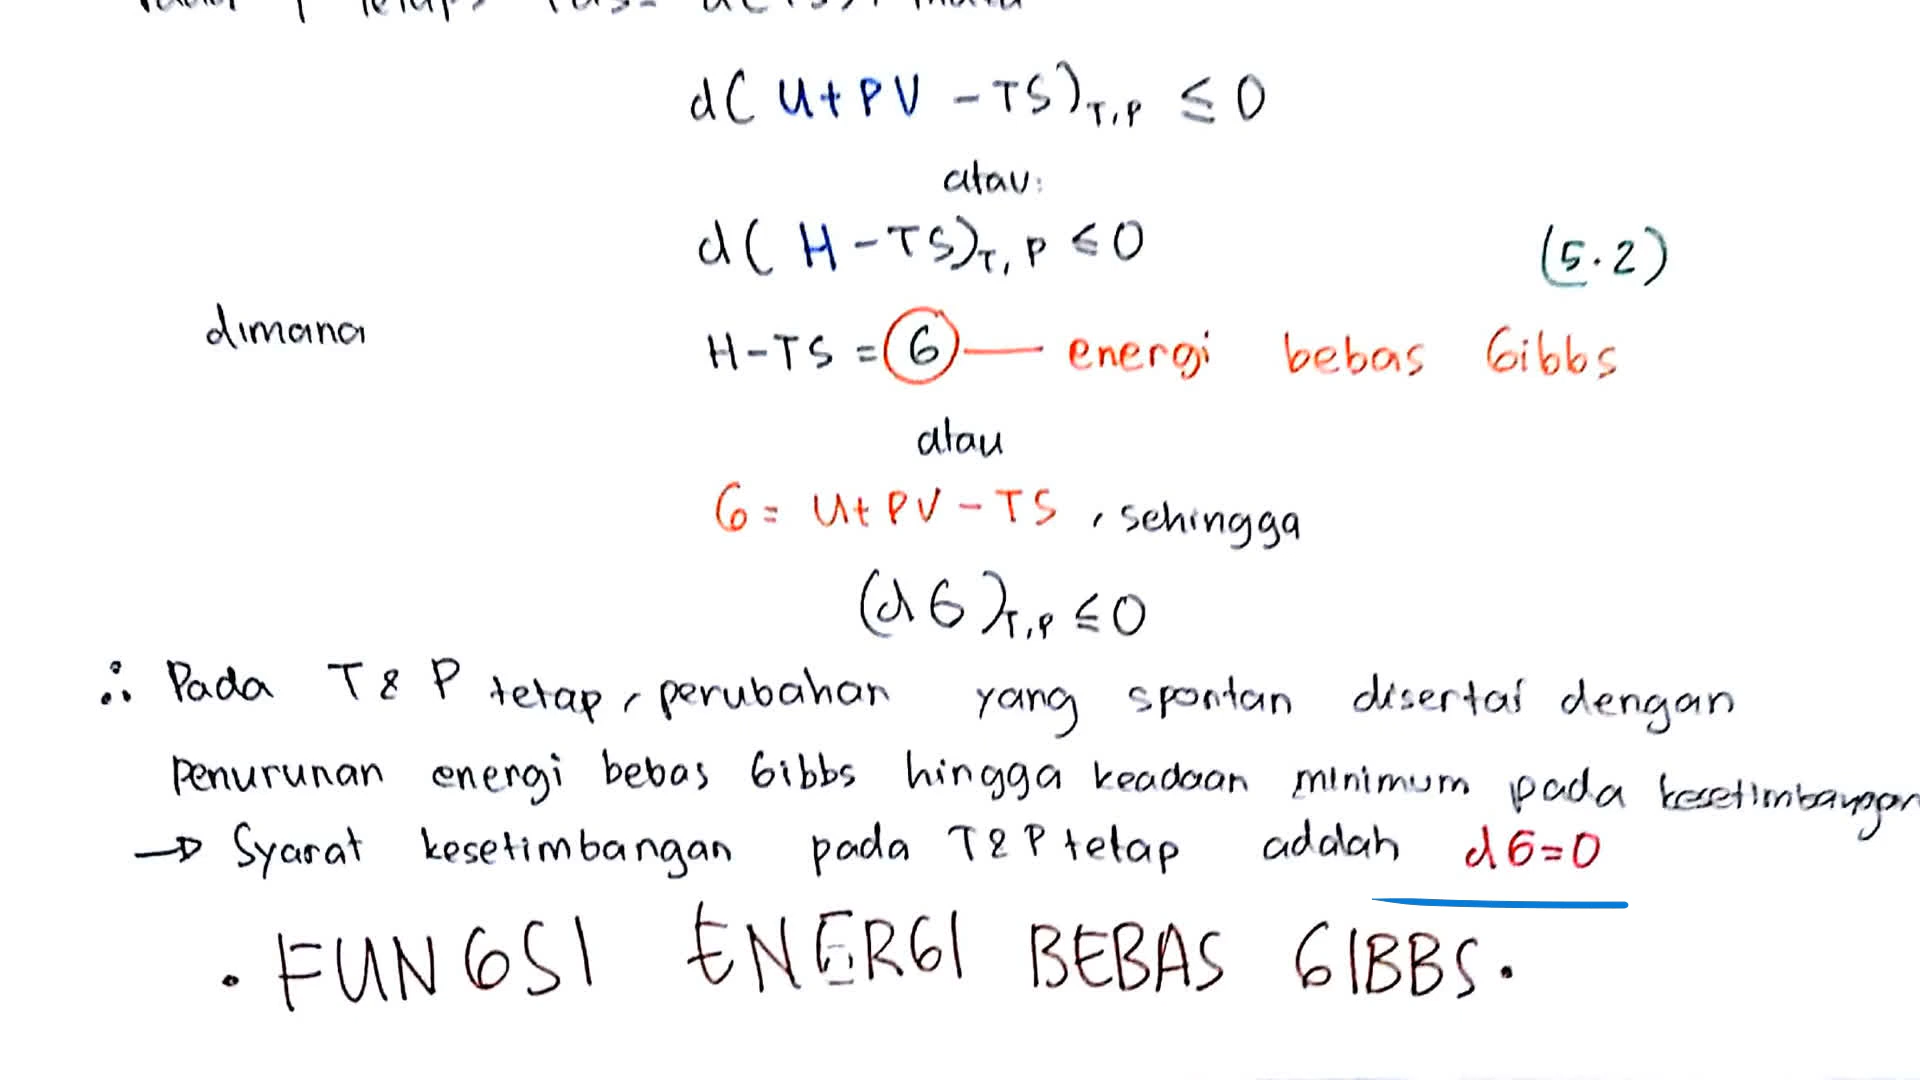 d(U+PV - TS)T,P ≤ 0
atau:
d(H - TS)T,P ≤ 0 (5.2)
dimana H - TS = G — energi bebas Gibbs
atau
G = U+PV - TS, sehingga
(dG)T,P ≤ 0
∴ Pada T & P tetap, perubahan yang spontan disertai dengan
penurunan energi bebas Gibbs hingga keadaan minimum pada kesetimbangan
→ Syarat kesetimbangan pada T & P tetap adalah dG=0
• FUNGSI ENERGI BEBAS GIBBS •